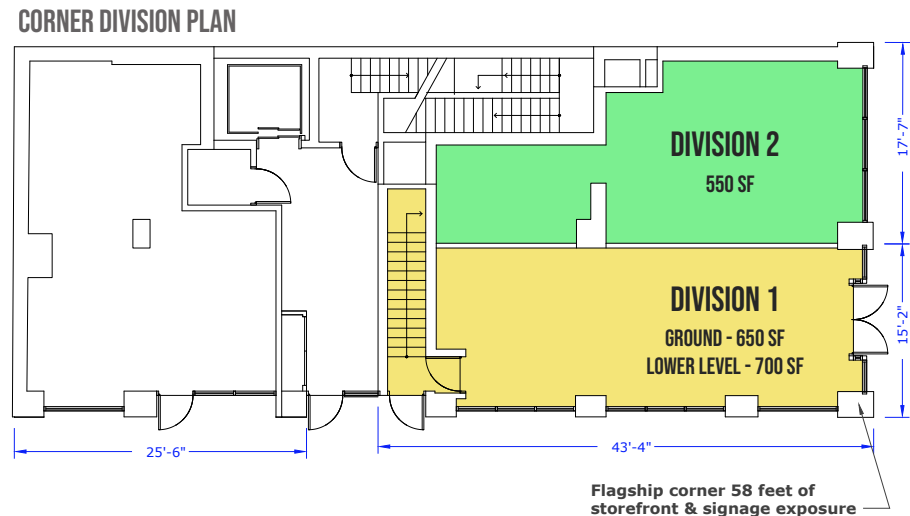 CORNER DIVISION PLAN
DIVISION 2
550 SF
17'-7"
DIVISION 1
GROUND - 650 SF
LOWER LEVEL - 700 SF
15'-2"
25'-6"
43'-4"
Flagship corner 58 feet of
storefront & signage exposure